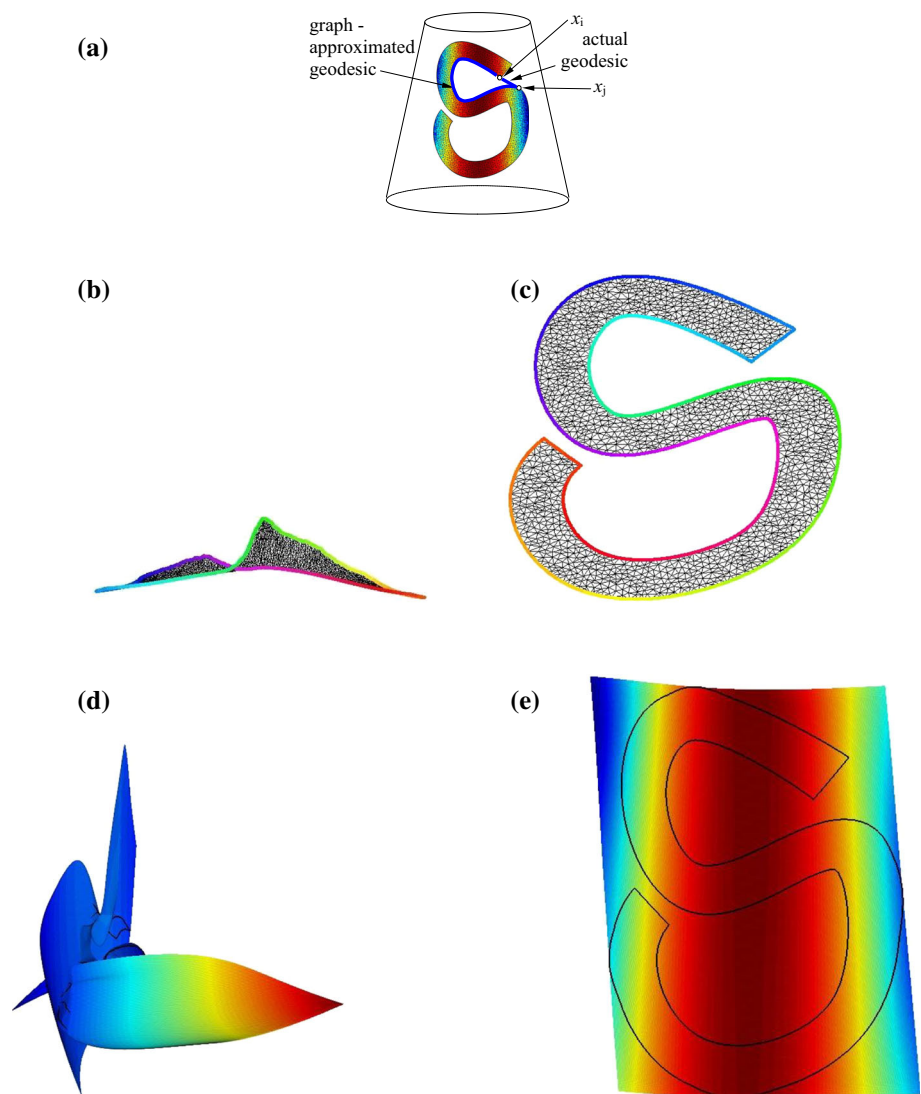 (a)
graph -
approximated
geodesic
xi
actual
geodesic
xj
(b)
(c)
(d)
(e)